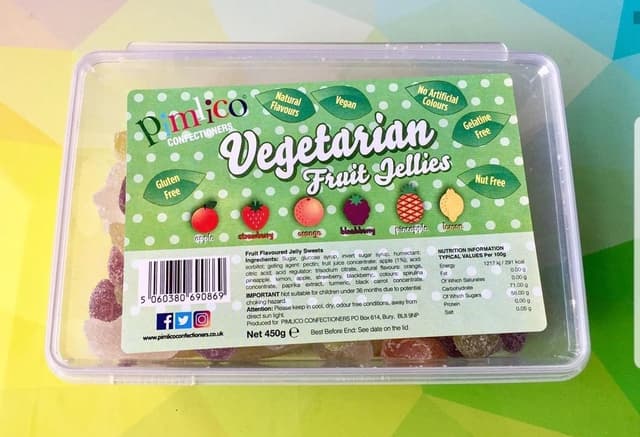 Pimlico
CONFECTIONERS
Natural
Flavours
Vegan
No Artificial
Colours
Gelatine
Free
Vegetarian
Fruit Jellies
Gluten
Free
Nut Free
apple
strawberry
orange
blackberry
pineapple
lemon
Fruit Flavoured Jelly Sweets
Ingredients: Sugar, glucose syrup, invert sugar syrup, humectant:
sorbitol, gelling agent: pectin, fruit juice concentrate: apple (1%), acid:
citric acid, acid regulator: trisodium citrate, natural flavours: orange,
pineapple, lemon, apple, strawberry, blackberry, colours: spirulina
concentrate, paprika extract, turmeric, black carrot concentrate.
IMPORTANT Not suitable for children under 36 months due to potential
choking hazard.
Attention: Please keep in cool, dry, odour free conditions, away from
direct sun light.
Produced for: PIMLICO CONFECTIONERS PO Box 614, Bury, BL8 9NP
Net 450g e Best Before End: See date on the lid
NUTRITION INFORMATION
TYPICAL VALUES Per 100g
Energy 1217 kj / 291 kcal
Fat 0.00 g
Of Which Saturates 0.00 g
Carbohydrate 71.00 g
Of Which Sugars
Protein 0.00 g
Salt
5 060380 690869
www.pimlicoconfectioners.co.uk